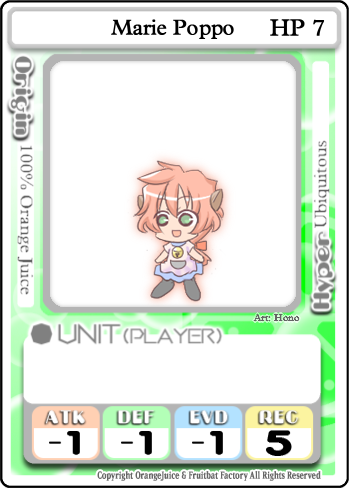 Marie Poppo HP 7
Origin
100% Orange Juice
Hyper Ubiquitous
Art: Hono
UNIT(PLAYER)
ATK DEF EVD REC
-1 -1 -1 5
Copyright Orangejuice & Fruitbat Factory All Rights Reserved